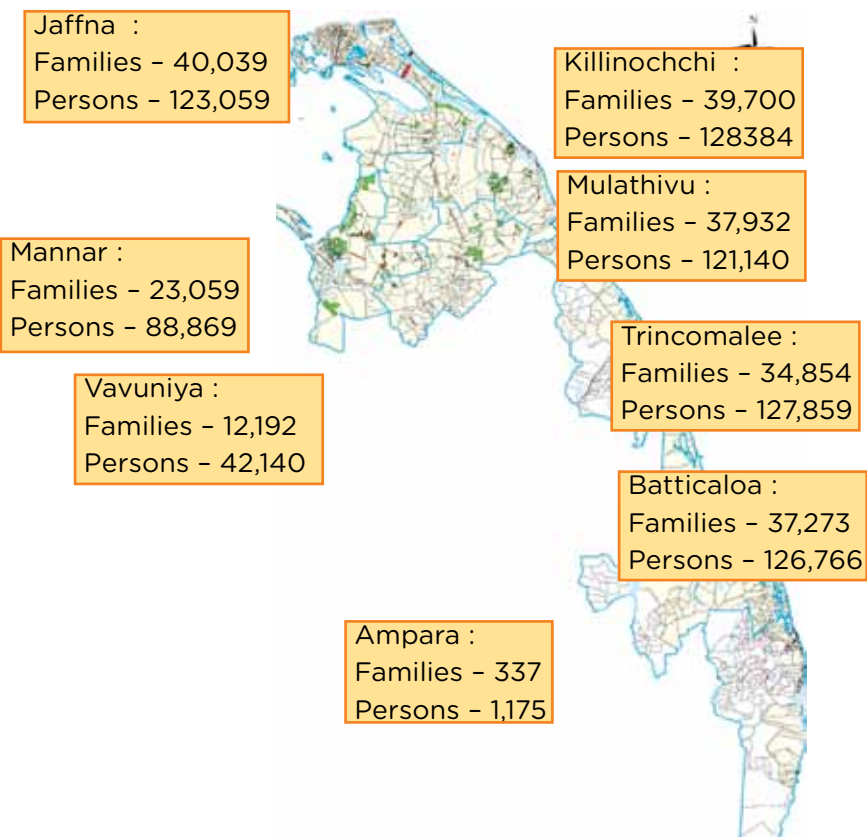 Jaffna :
Families – 40,039
Persons – 123,059
N
Killinochchi :
Families – 39,700
Persons – 128384
Mulathivu :
Families – 37,932
Persons – 121,140
Mannar :
Families – 23,059
Persons – 88,869
Trincomalee :
Families – 34,854
Persons – 127,859
Vavuniya :
Families – 12,192
Persons – 42,140
Batticaloa :
Families – 37,273
Persons – 126,766
Ampara :
Families – 337
Persons – 1,175